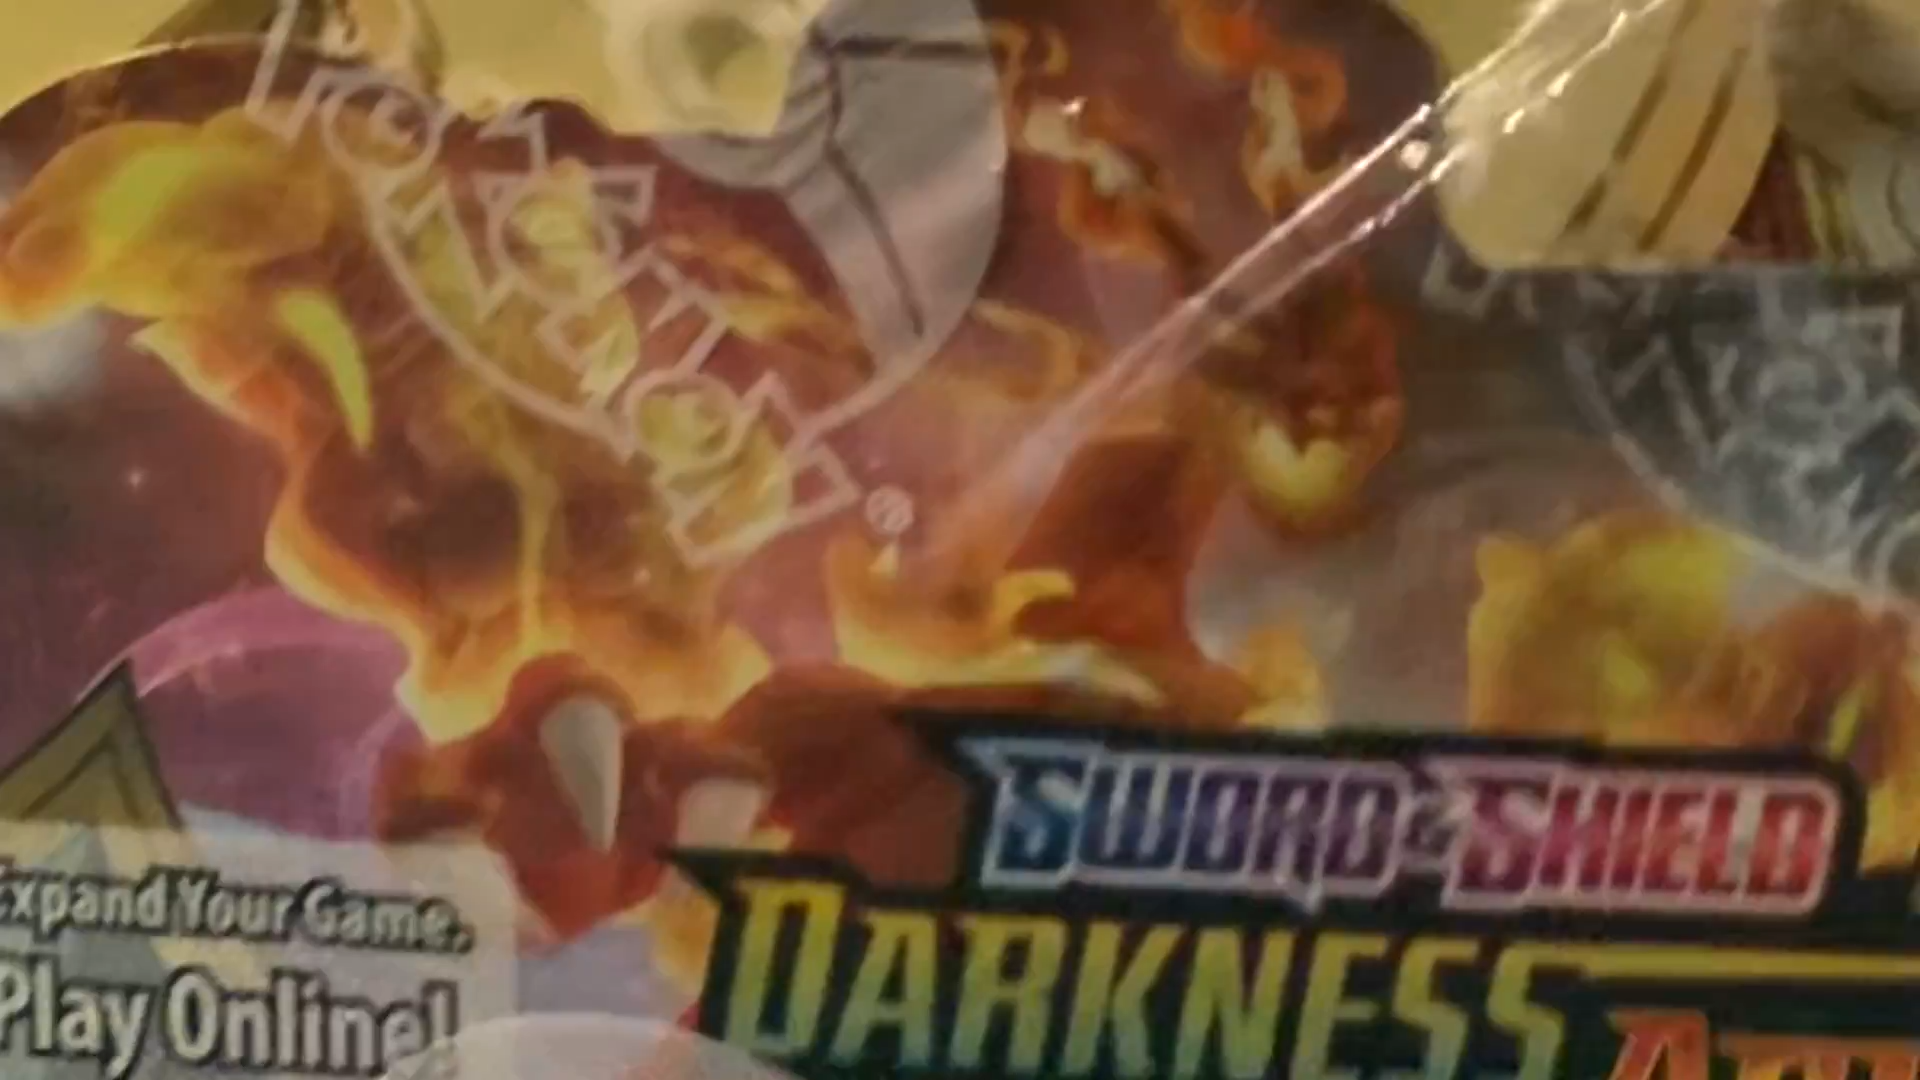 POKÉMON
SWORD & SHIELD
Expand Your Game.
Play Online!
DARKNESS